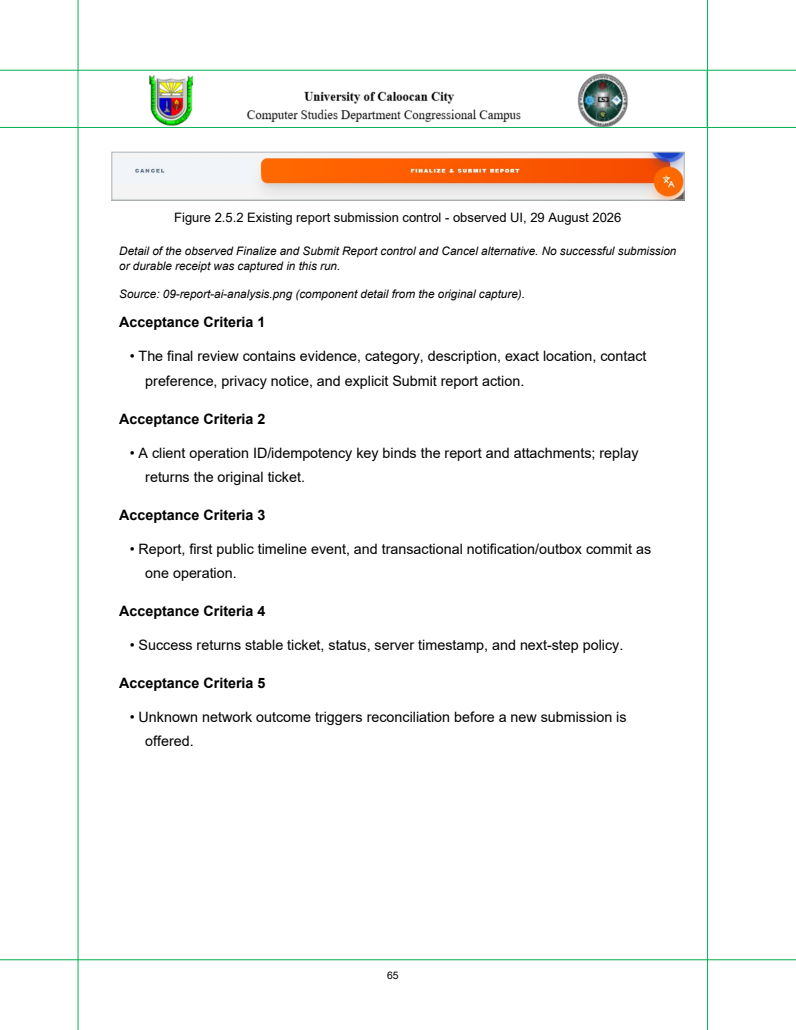 University of Caloocan City
Computer Studies Department Congressional Campus
CANCEL
FINALIZE & SUBMIT REPORT
Figure 2.5.2 Existing report submission control - observed UI, 29 August 2026
Detail of the observed Finalize and Submit Report control and Cancel alternative. No successful submission
or durable receipt was captured in this run.
Source: 09-report-ai-analysis.png (component detail from the original capture).
Acceptance Criteria 1
• The final review contains evidence, category, description, exact location, contact
preference, privacy notice, and explicit Submit report action.
Acceptance Criteria 2
• A client operation ID/idempotency key binds the report and attachments; replay
returns the original ticket.
Acceptance Criteria 3
• Report, first public timeline event, and transactional notification/outbox commit as
one operation.
Acceptance Criteria 4
• Success returns stable ticket, status, server timestamp, and next-step policy.
Acceptance Criteria 5
• Unknown network outcome triggers reconciliation before a new submission is
offered.
65